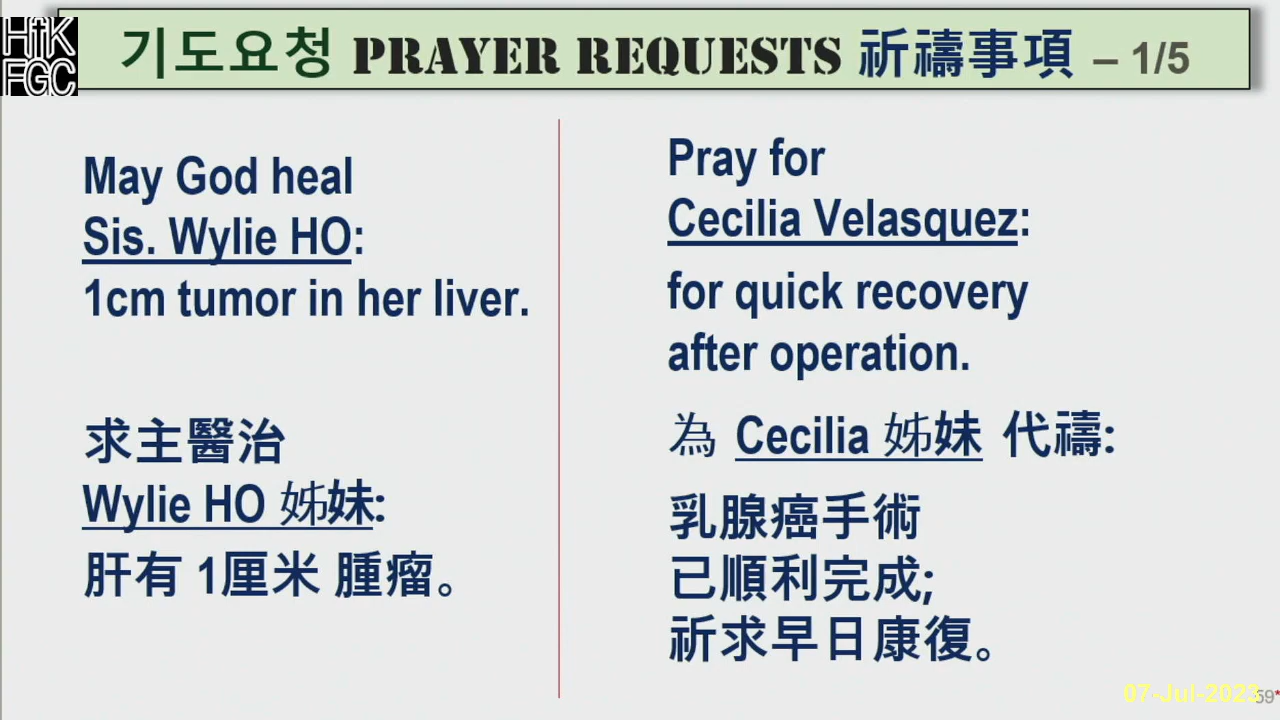 HfK
FGC
기도요청 PRAYER REQUESTS 祈禱事項 – 1/5
May God heal
Sis. Wylie HO:
1cm tumor in her liver.
求主醫治
Wylie HO 姊妹:
肝有 1厘米 腫瘤。
Pray for
Cecilia Velasquez:
for quick recovery
after operation.
為 Cecilia 姊妹 代禱:
乳腺癌手術
已順利完成;
祈求早日康復。
07-Jul-2023
59*